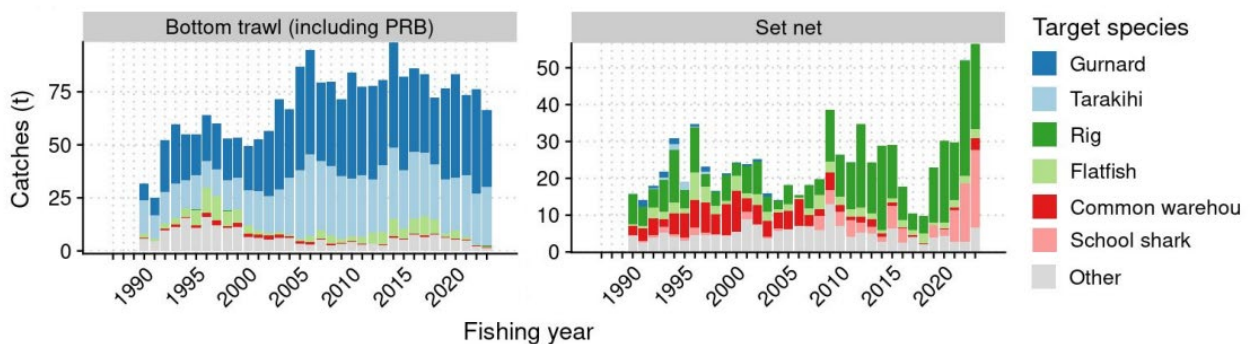 Bottom trawl (including PRB)
Set net
Target species
Gurnard
Tarakihi
Rig
Flatfish
Common warehou
School shark
Other
Catches (t)
75
50
25
0
50
40
30
20
10
0
1990 1995 2000 2005 2010 2015 2020
1990 1995 2000 2005 2010 2015 2020
Fishing year